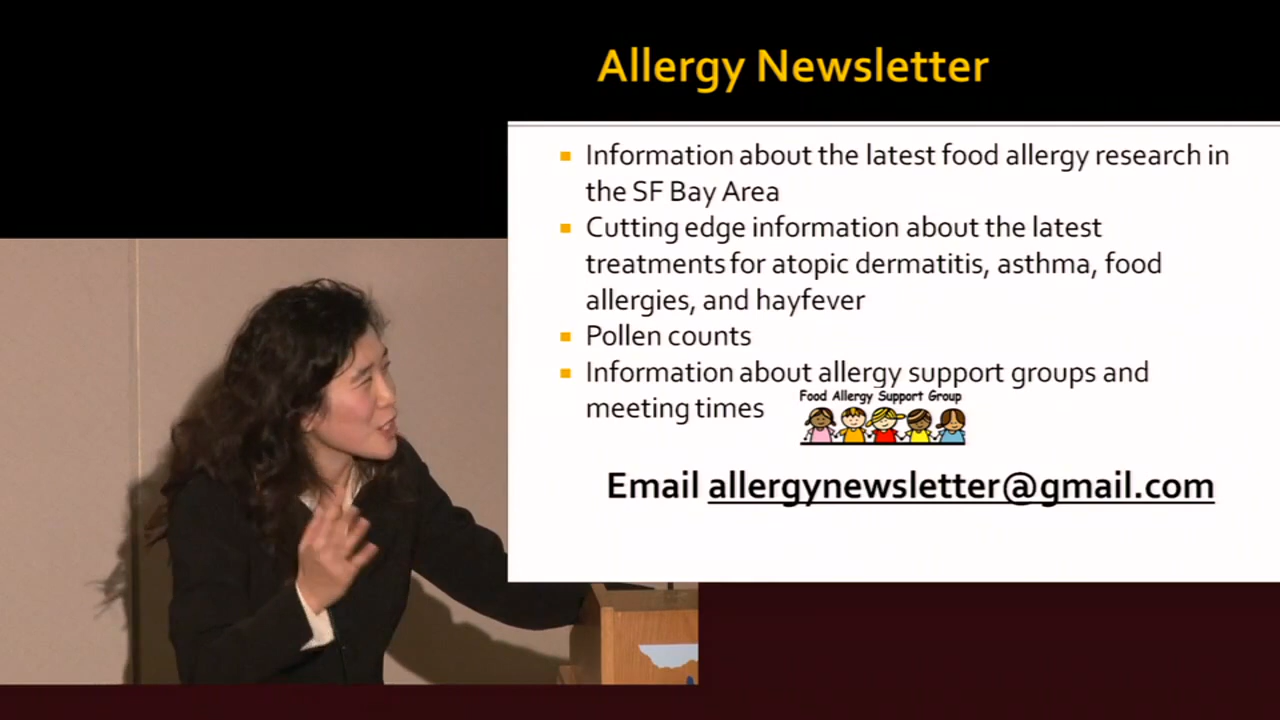 Allergy Newsletter
Information about the latest food allergy research in
the SF Bay Area
Cutting edge information about the latest
treatments for atopic dermatitis, asthma, food
allergies, and hayfever
Pollen counts
Information about allergy support groups and
meeting times
Food Allergy Support Group
Email allergynewsletter@gmail.com